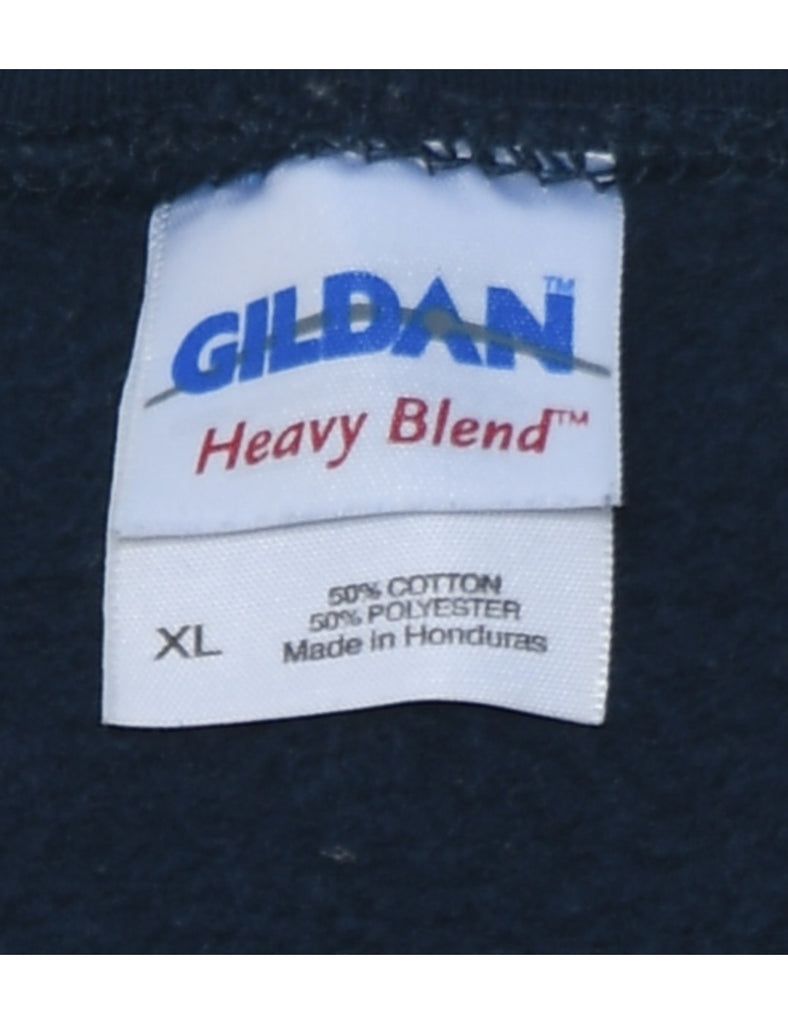 GILDAN™
Heavy Blend™
50% COTTON
50% POLYESTER
XL
Made in Honduras